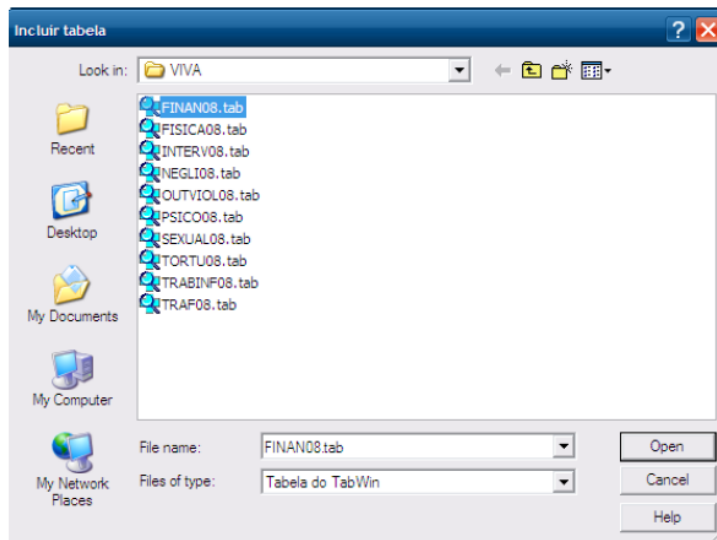 Incluir tabela
Look in: VIVA
Recent
Desktop
My Documents
My Computer
My Network
Places
FINAN08.tab
FISICA08.tab
INTERV08.tab
NEGLI08.tab
OUTVIOL08.tab
PSICO08.tab
SEXUAL08.tab
TORTU08.tab
TRABINF08.tab
TRAF08.tab
File name: FINAN08.tab Open
Files of type: Tabela do TabWin Cancel
Help